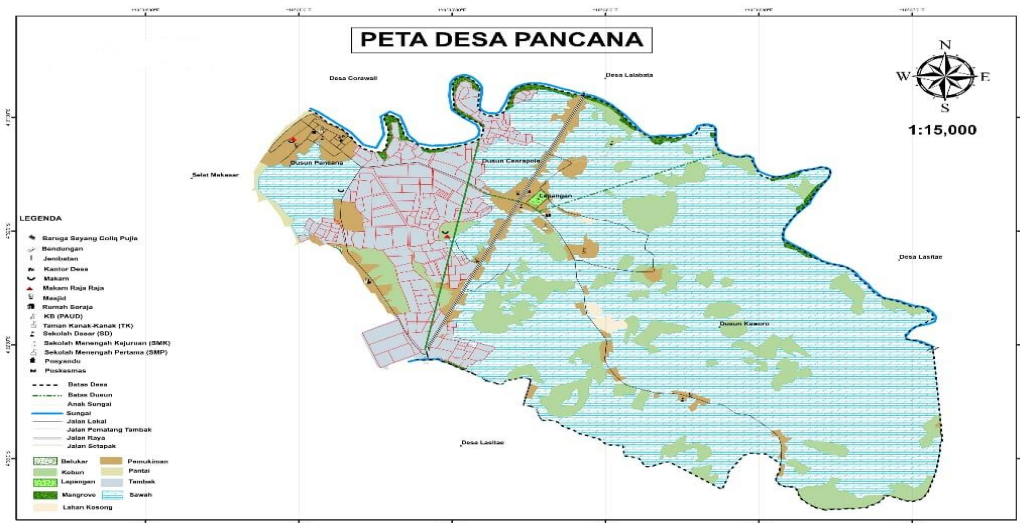 PETA DESA PANCANA
N
W E
S
1:15,000
Desa Corawali
Desa Lalabata
Dusun Pancana
Dusun Ceappoje
Selat Makasar
Lapangan
Desa Lasitae
Dusun Kaworo
Desa Lasitae
LEGENDA
Baruga Sayang Colliq Pujie
Bendungan
Jembatan
Kantor Desa
Makam
Makam Raja Raja
Masjid
Rumah Soraja
KB (PAUD)
Taman Kanak-Kanak (TK)
Sekolah Dasar (SD)
Sekolah Menengah Kejuruan (SMK)
Sekolah Menengah Pertama (SMP)
Posyandu
Puskesmas
Batas Desa
Batas Dusun
Anak Sungai
Sungai
Jalan Lokal
Jalan Pematang Tambak
Jalan Raya
Jalan Setapak
Belukar Pemukiman
Kebun Pantai
Lapangan Tambak
Mangrove Sawah
Lahan Kosong